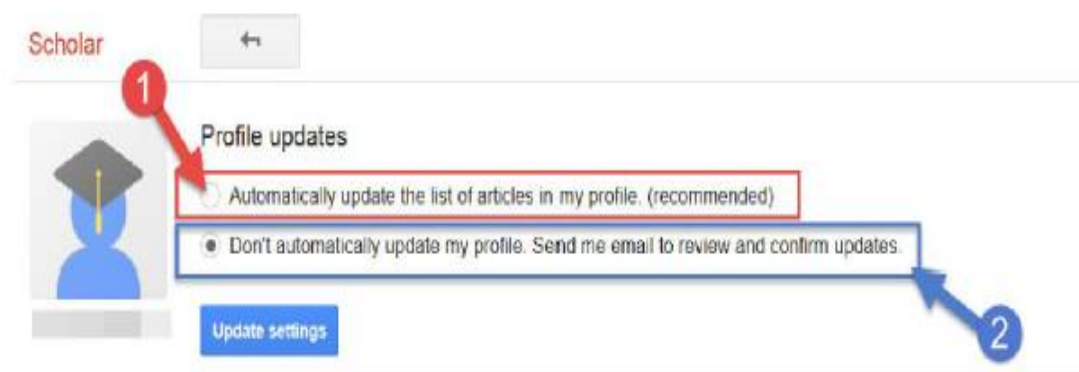 Scholar
1
Profile updates
Automatically update the list of articles in my profile. (recommended)
Don't automatically update my profile. Send me email to review and confirm updates.
Update settings
2